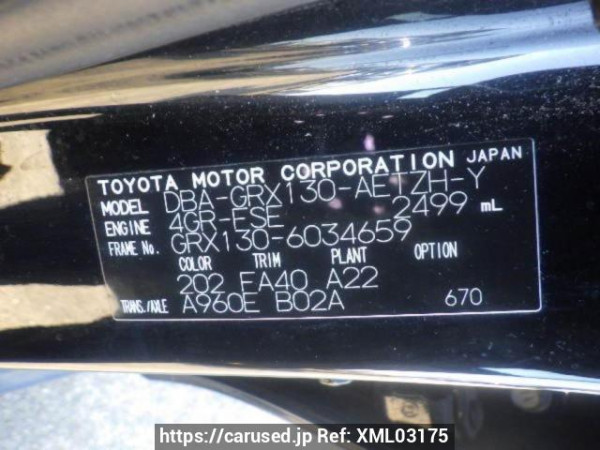 TOYOTA MOTOR CORPORATION JAPAN
MODEL DBA-GRX130-AETZH-Y
ENGINE 4GR-ESE 2499 mL
FRAME No. GRX130-6034659
COLOR TRIM PLANT OPTION
202 FA40 A22
TRANS./AXLE A960E B02A 670
https://carused.jp Ref: XML03175